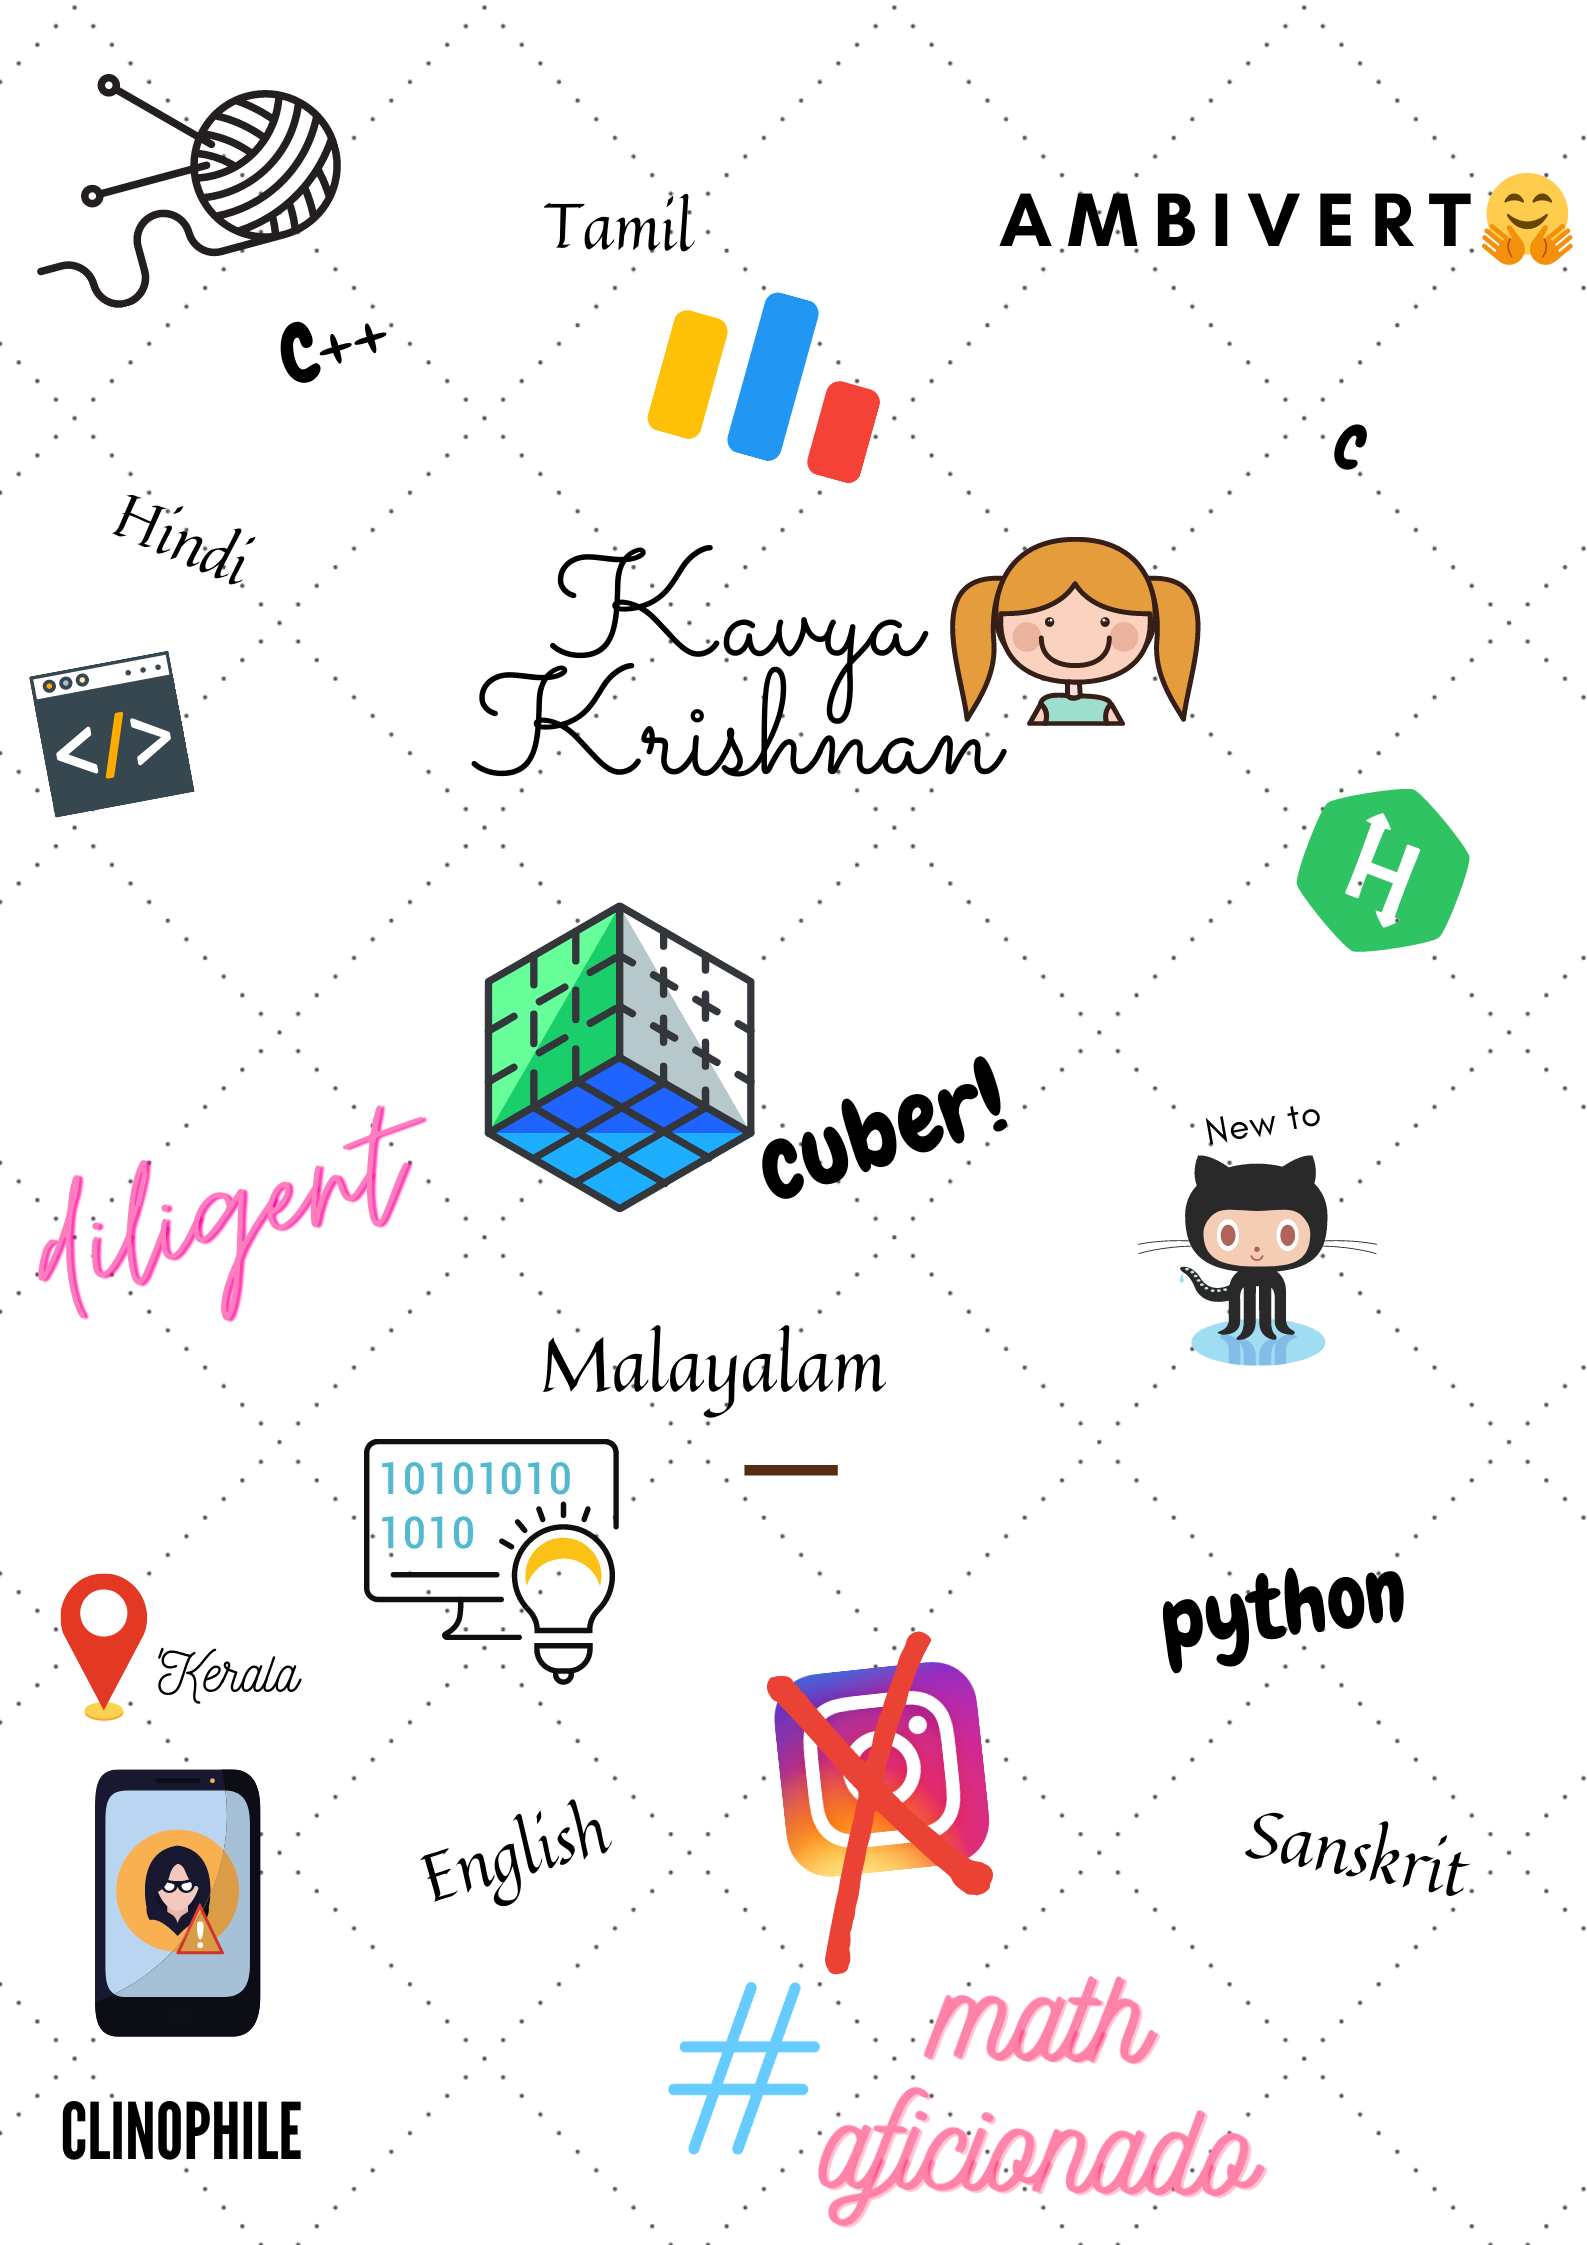 Tamil
AMBIVERT
C++
C
Hindi
Kavya
Krishnan
</>
H
cuber!
New to
diligent
Malayalam
10101010
1010
python
Kerala
English
Sanskrit
!
# math
aficionado
CLINOPHILE